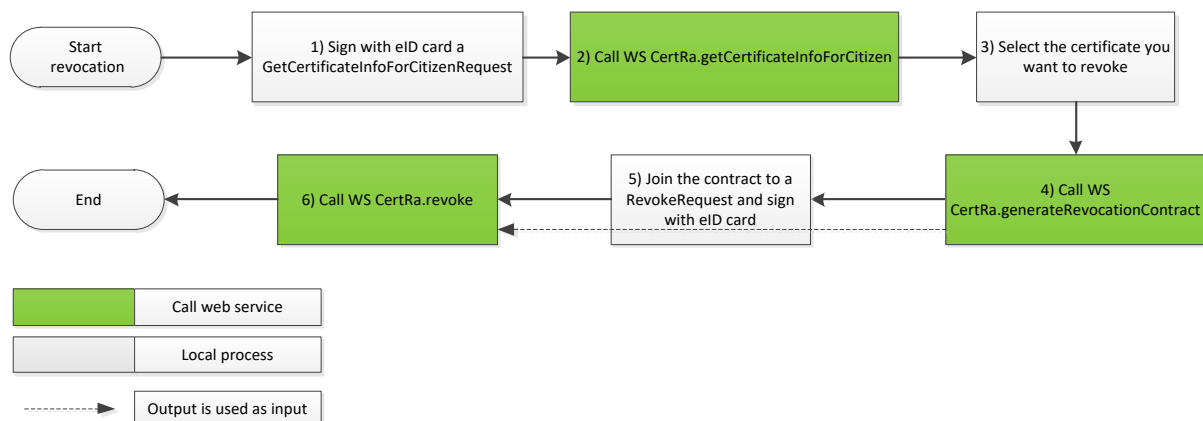 Start
revocation
1) Sign with eID card a
GetCertificateInfoForCitizenRequest
2) Call WS CertRa.getCertificateInfoForCitizen
3) Select the certificate you
want to revoke
4) Call WS
CertRa.generateRevocationContract
5) Join the contract to a
RevokeRequest and sign
with eID card
6) Call WS CertRa.revoke
End
Call web service
Local process
Output is used as input